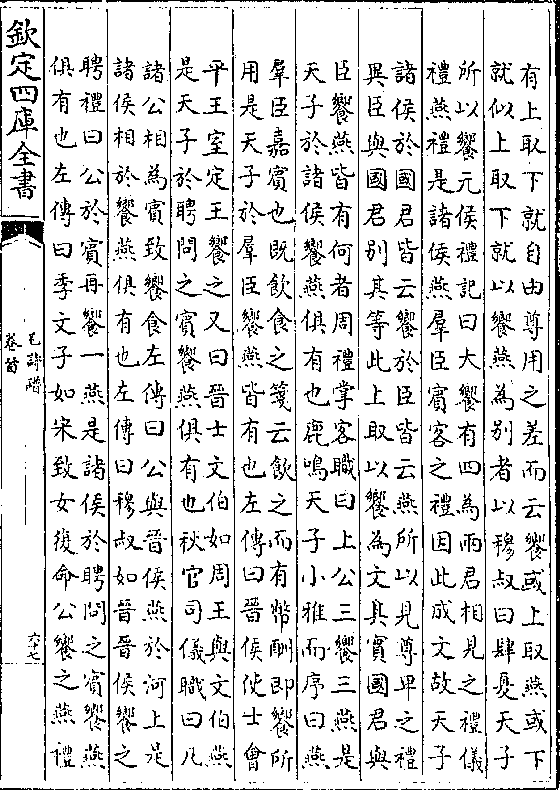 有上取下就自由尊用之差而云饗或上取燕或下
就似上取下就以饗燕為別者以穆叔曰肆夏天子
所以饗元侯禮記曰大饗有四為兩君相見之禮儀
禮燕禮是諸侯燕羣臣賓客之禮因此成文故天子
諸侯於國君皆云饗於臣皆云燕所以見尊卑之禮
異臣與國君別其等此上取以饗為文其實國君與
臣饗燕皆有何者周禮掌客職曰上公三饗三燕是
天子於諸侯饗燕俱有也鹿鳴天子小雅而序曰燕
羣臣嘉賓也既飲食之箋云飲之而有幣酬即饗所
用是天子於羣臣饗燕皆有也左傳曰晉侯使士會
平王室定王饗之又曰晉士文伯如周王與文伯燕
是天子於聘問之賓饗燕俱有也秋官司儀職曰凡
諸公相為賓致饗食左傳曰公與晉侯燕於河上是
諸侯相於饗燕俱有也左傳曰穆叔如晉晉侯饗之
聘禮曰公於賓再饗一燕是諸侯於聘問之賓饗燕
俱有也左傳曰季文子如宋致女復命公饗之燕禮
欽定四庫全書
毛詩譜
卷首
六十七